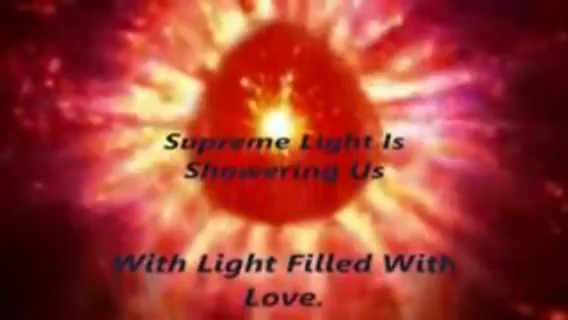 Supreme Light Is
Showering Us
With Light Filled With
Love.